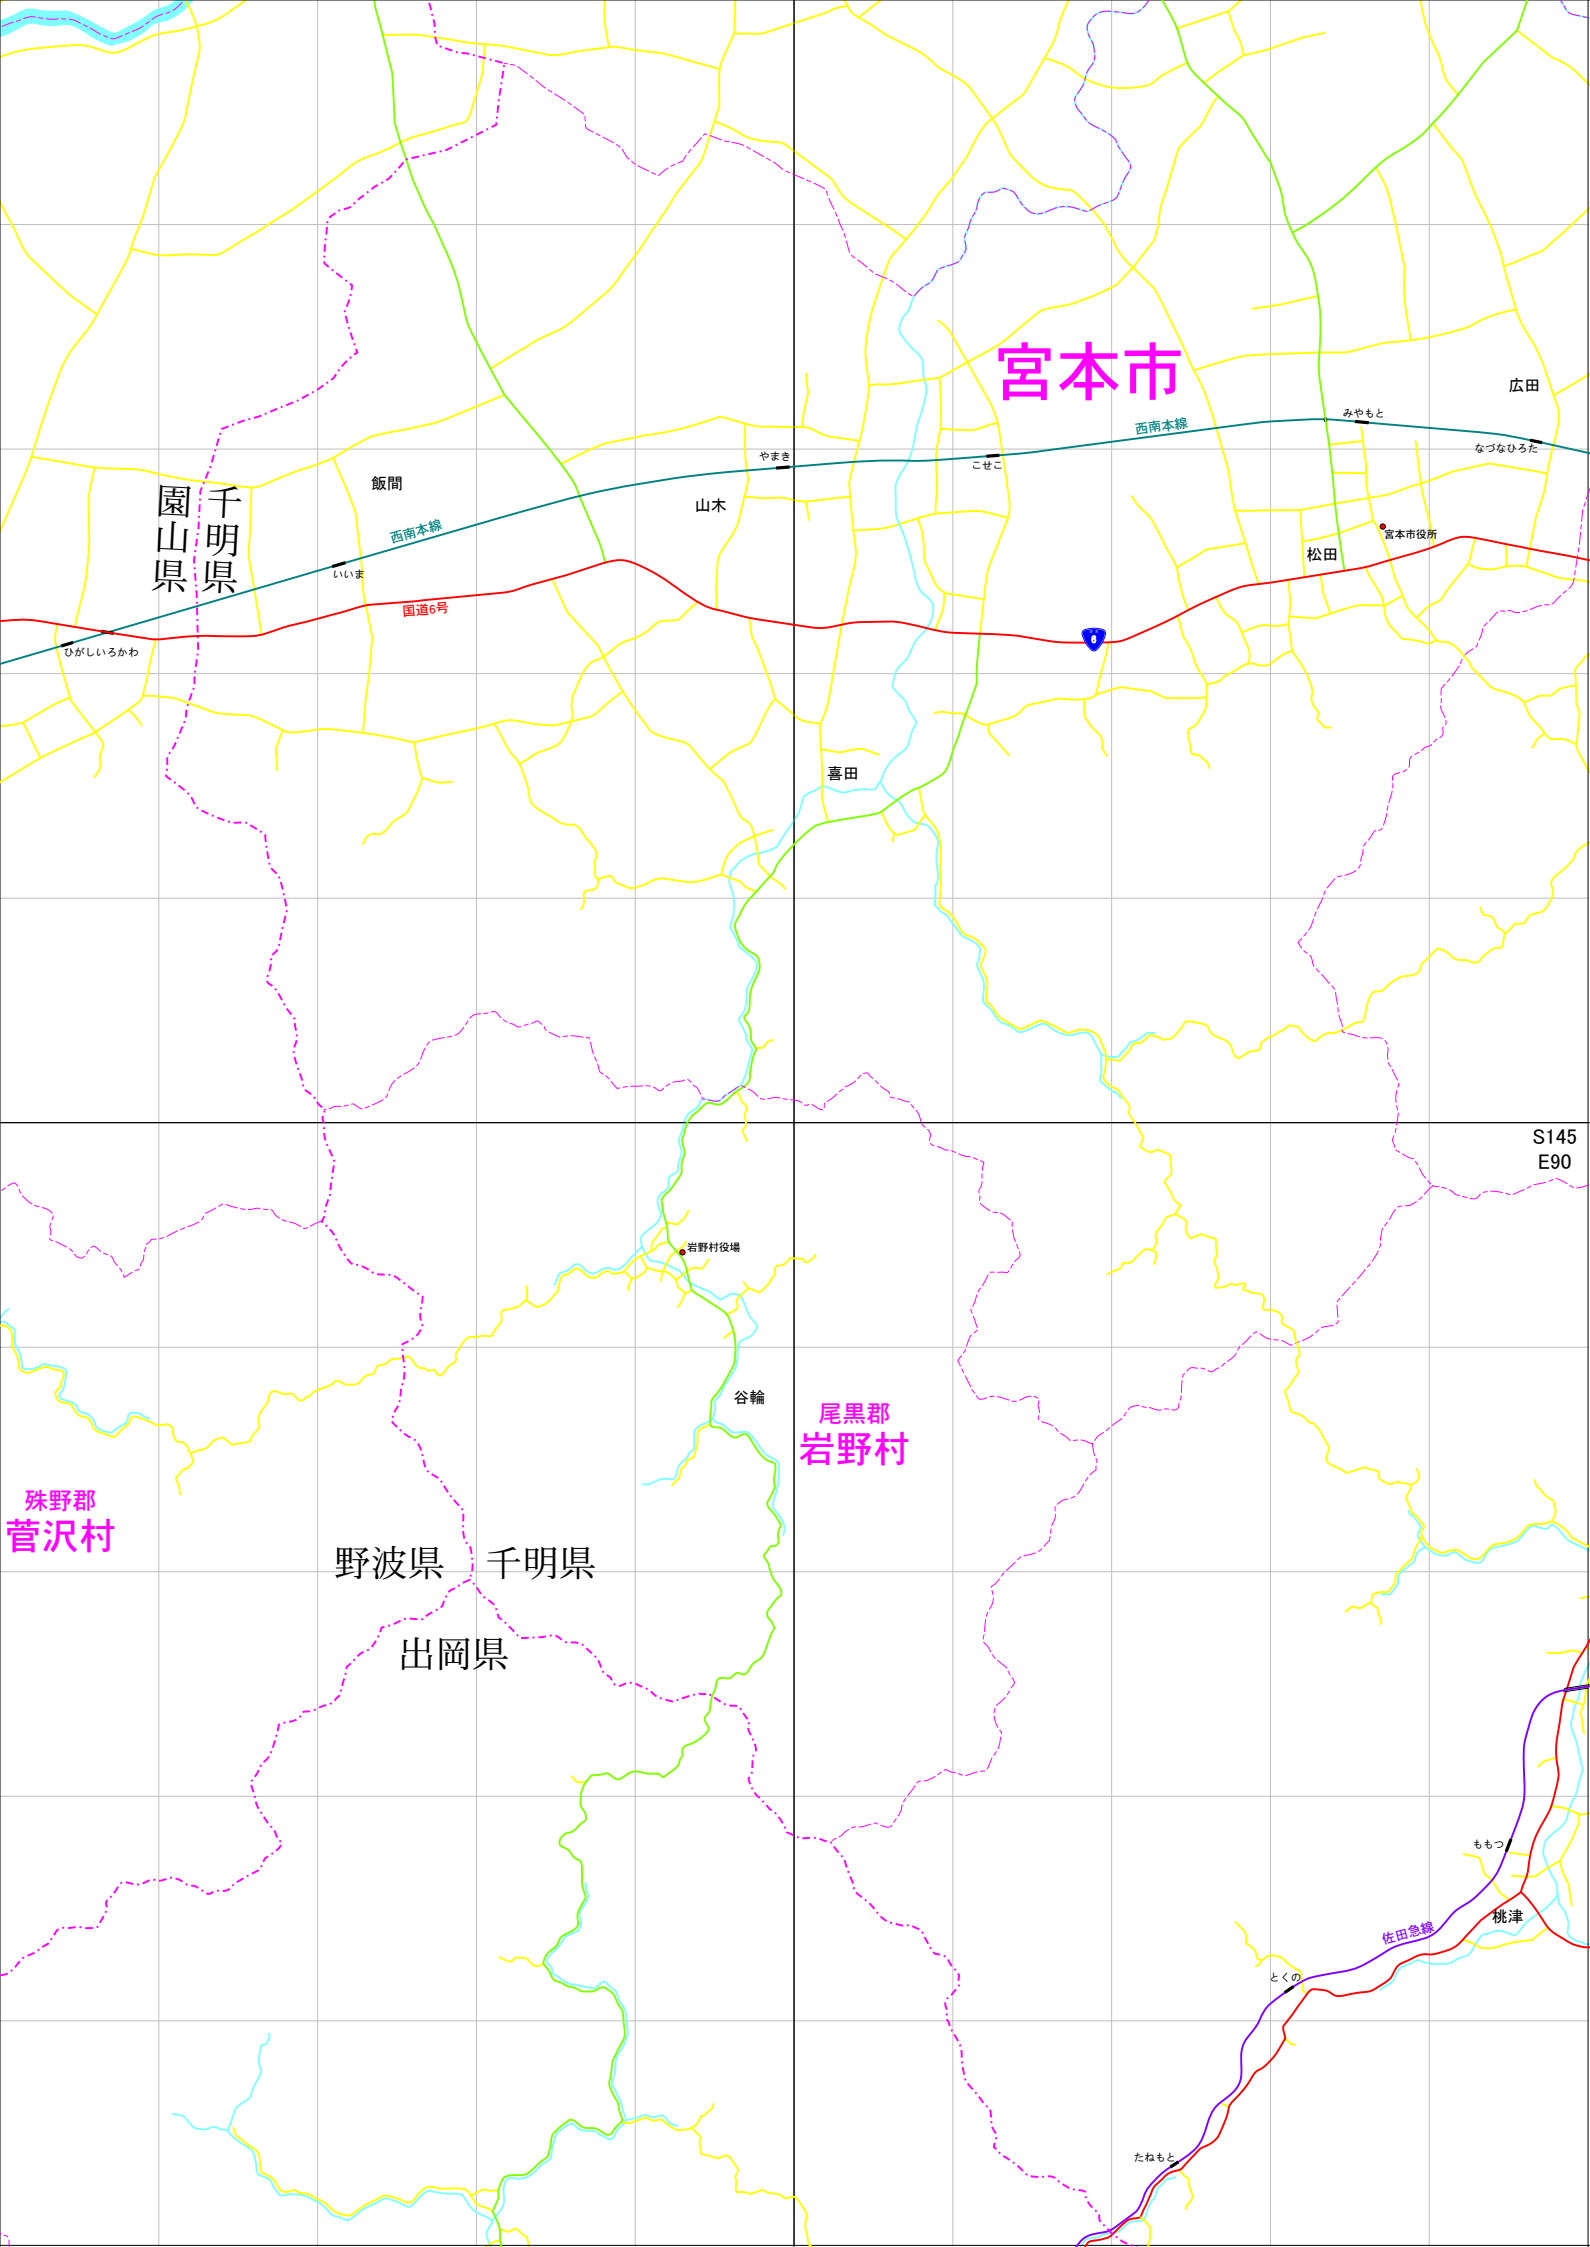 宮本市
広田
みやもと
西南本線
なづなひろた
やまき
こせこ
飯間
山木
園山県
千明県
西南本線
宮本市役所
松田
いいま
国道6号
6
ひがしいろかわ
喜田
S145
E90
岩野村役場
谷輪
尾黒郡
岩野村
殊野郡
菅沢村
野波県
千明県
出岡県
ももつ
桃津
佐田急線
とくの
たねもと